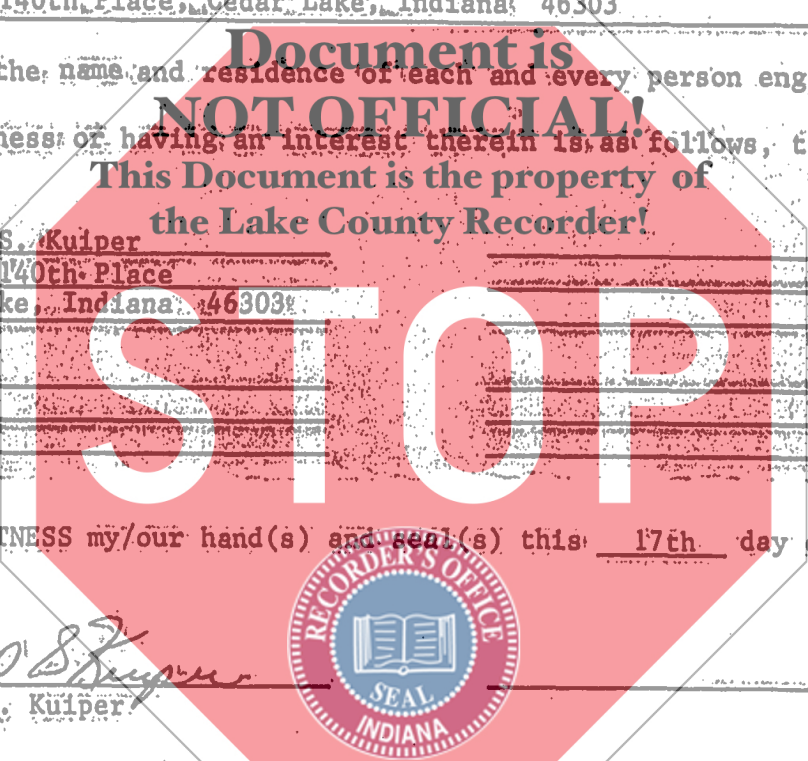 140th Place, Cedar Lake, Indiana 46303
Document is
the name and residence of each and every person eng
NOT OFFICIAL!
ness or having an interest therein is as follows, t
This Document is the property of
the Lake County Recorder!
S. Kuiper
140th Place
ke, Indiana 46303
STOP
TNESS my/our hand(s) and seal(s) this 17th day
RECORDER'S OFFICE
SEAL
INDIANA
S Kuiper
. Kuiper